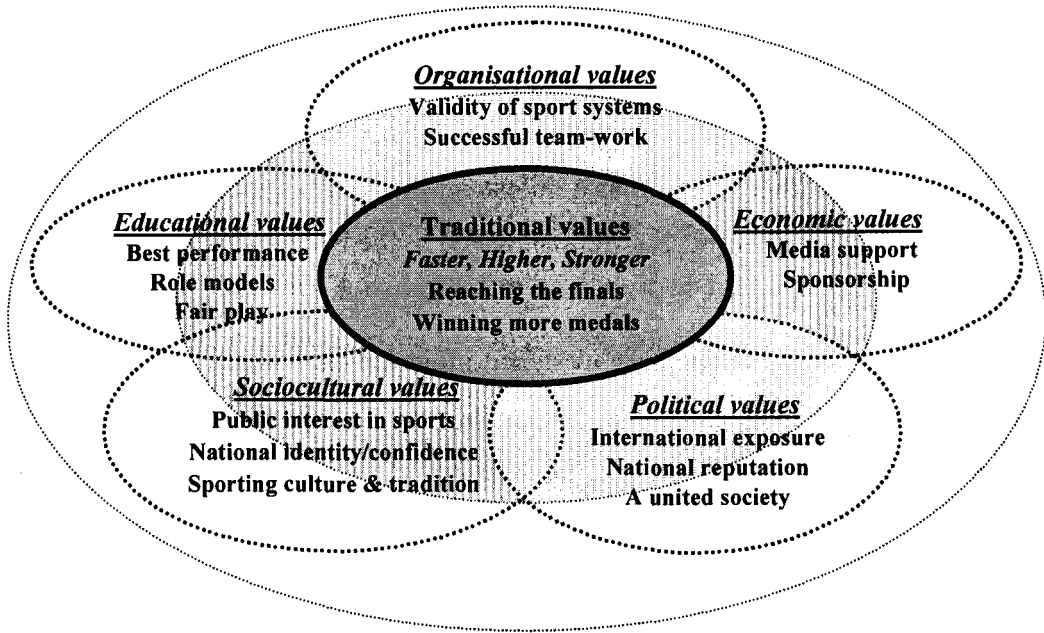 Organisational values
Validity of sport systems
Successful team-work
Educational values
Best performance
Role models
Fair play
Traditional values
Faster, Higher, Stronger
Reaching the finals
Winning more medals
Economic values
Media support
Sponsorship
Sociocultural values
Public interest in sports
National identity/confidence
Sporting culture & tradition
Political values
International exposure
National reputation
A united society